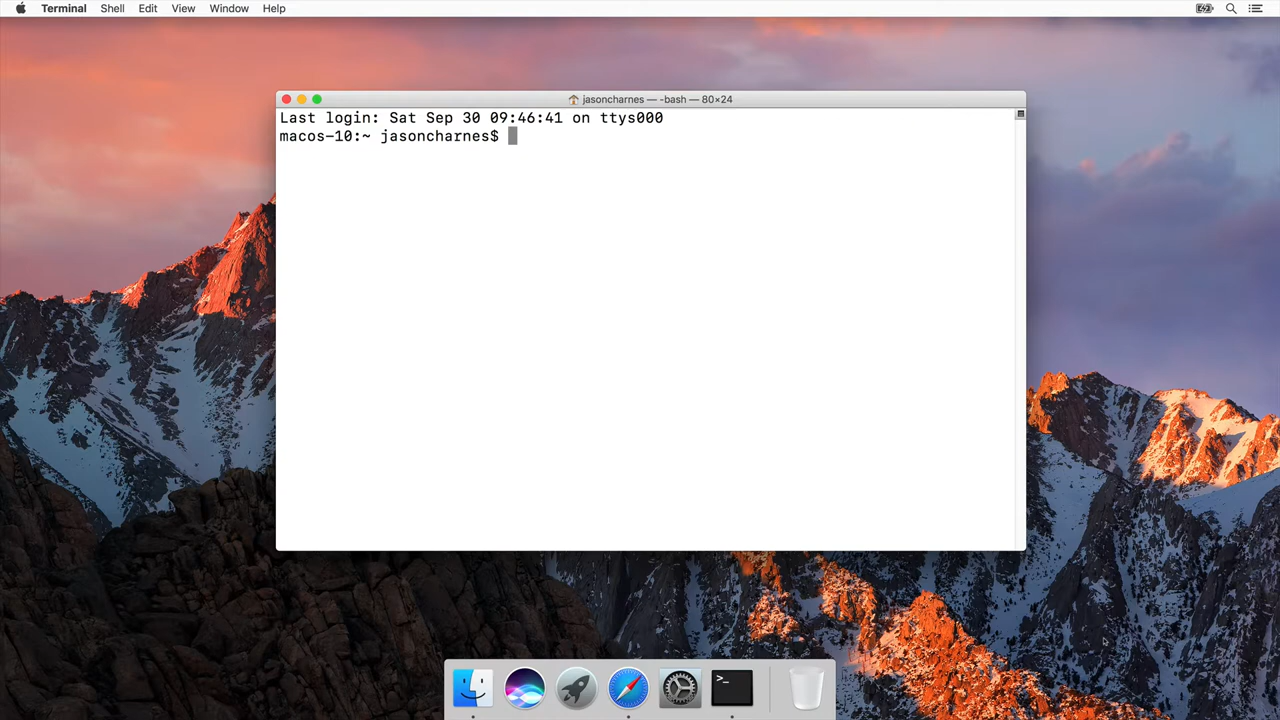 Terminal Shell Edit View Window Help
jasoncharnes — -bash — 80×24
Last login: Sat Sep 30 09:46:41 on ttys000
macos-10:~ jasoncharnes$
>_